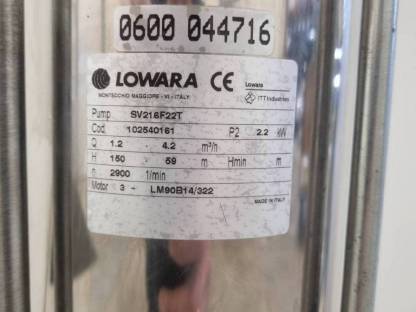 0600 044716
LOWARA CE
Lowara
MONTECCHIO MAGGIORE - VI - ITALY
ITT Industries
Pump SV216F22T
Cod. 102540161 P2 2.2 kW
Q 1.2 - 4.2 m³/h
H 150 - 59 m Hmin m
n 2900 1/min
Motor 3~ LM90B14/322
MADE IN ITALY